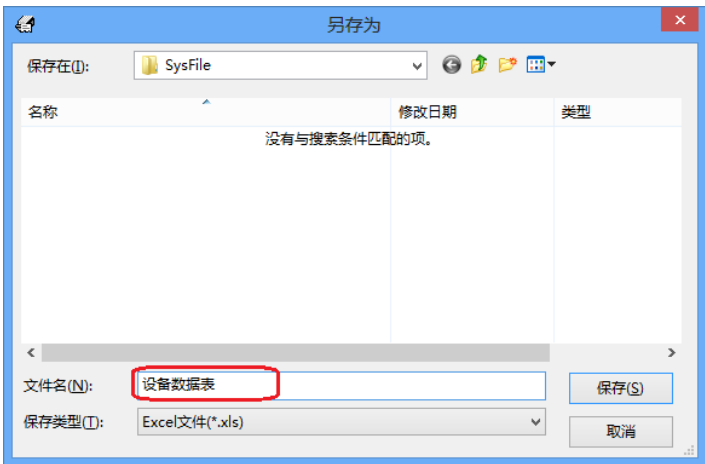 另存为
保存在(I):
SysFile
名称 修改日期 类型
没有与搜索条件匹配的项。
文件名(N): 设备数据表 保存(S)
保存类型(T): Excel文件(*.xls) 取消